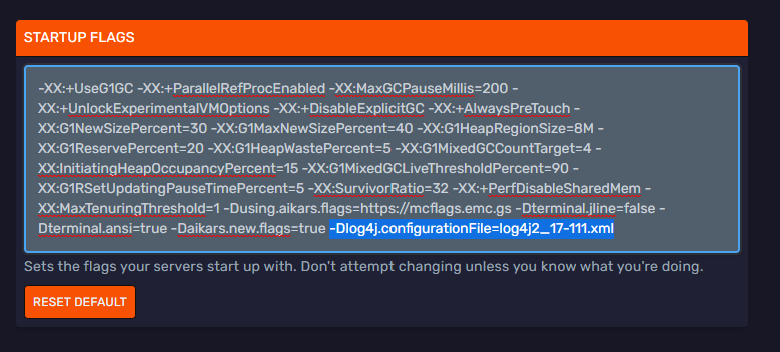 STARTUP FLAGS
-XX:+UseG1GC -XX:+ParallelRefProcEnabled -XX:MaxGCPauseMillis=200 -
XX:+UnlockExperimentalVMOptions -XX:+DisableExplicitGC -XX:+AlwaysPreTouch -
XX:G1NewSizePercent=30 -XX:G1MaxNewSizePercent=40 -XX:G1HeapRegionSize=8M -
XX:G1ReservePercent=20 -XX:G1HeapWastePercent=5 -XX:G1MixedGCCountTarget=4 -
XX:InitiatingHeapOccupancyPercent=15 -XX:G1MixedGCLiveThresholdPercent=90 -
XX:G1RSetUpdatingPauseTimePercent=5 -XX:SurvivorRatio=32 -XX:+PerfDisableSharedMem -
XX:MaxTenuringThreshold=1 -Dusing.aikars.flags=https://mcflags.emc.gs -Dterminal.jline=false -
Dterminal.ansi=true -Daikars.new.flags=true -Dlog4j.configurationFile=log4j2_17-111.xml
Sets the flags your servers start up with. Don't attempt changing unless you know what you're doing.
RESET DEFAULT